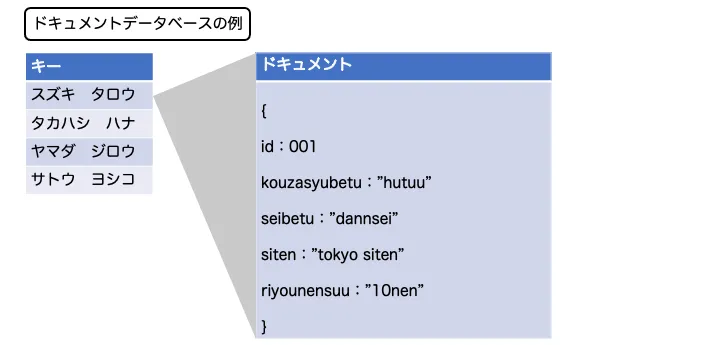 ドキュメントデータベースの例
キー
スズキ　タロウ
タカハシ　ハナ
ヤマダ　ジロウ
サトウ　ヨシコ
ドキュメント
{
id：001
kouzasyubetu：”hutuu”
seibetu：”dannsei”
siten：”tokyo siten”
riyounensuu：”10nen”
}